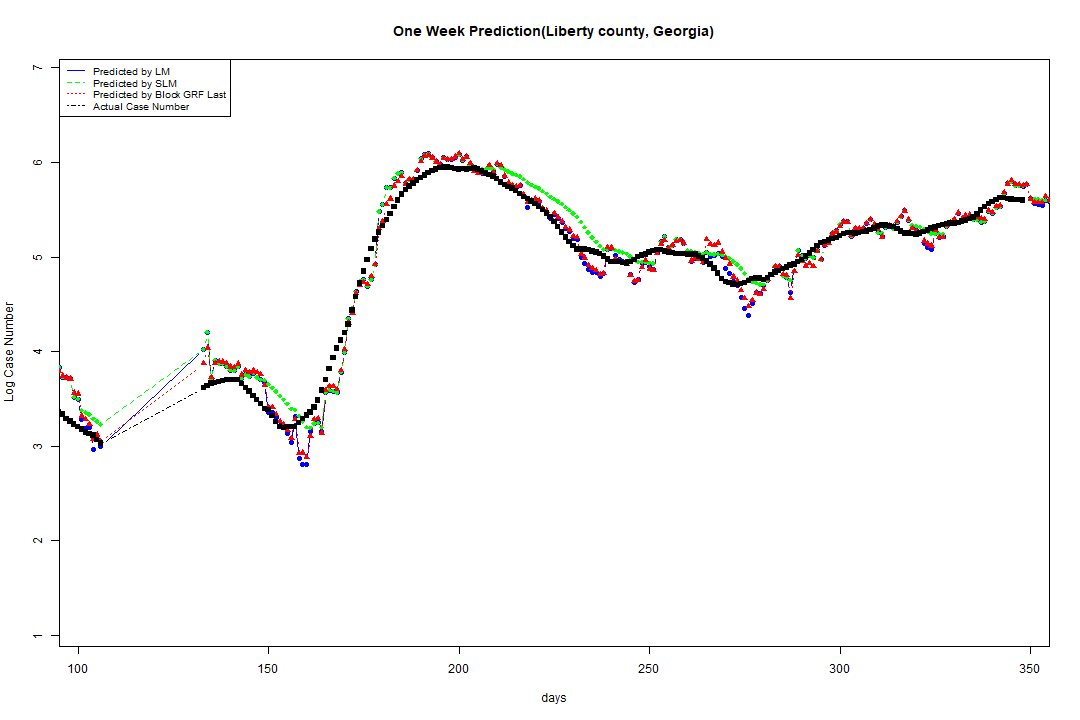 One Week Prediction(Liberty county, Georgia)
Predicted by LM
Predicted by SLM
Predicted by Block GRF Last
Actual Case Number
7
6
5
4
3
2
1
Log Case Number
100 150 200 250 300 350
days